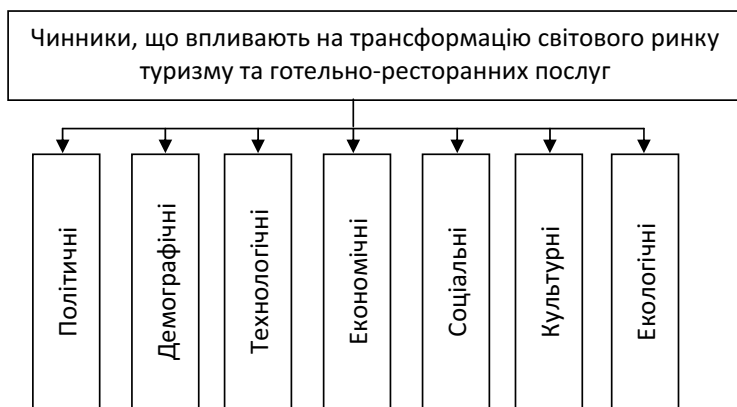 Чинники, що впливають на трансформацію світового ринку
туризму та готельно-ресторанних послуг
Політичні
Демографічні
Технологічні
Економічні
Соціальні
Культурні
Екологічні